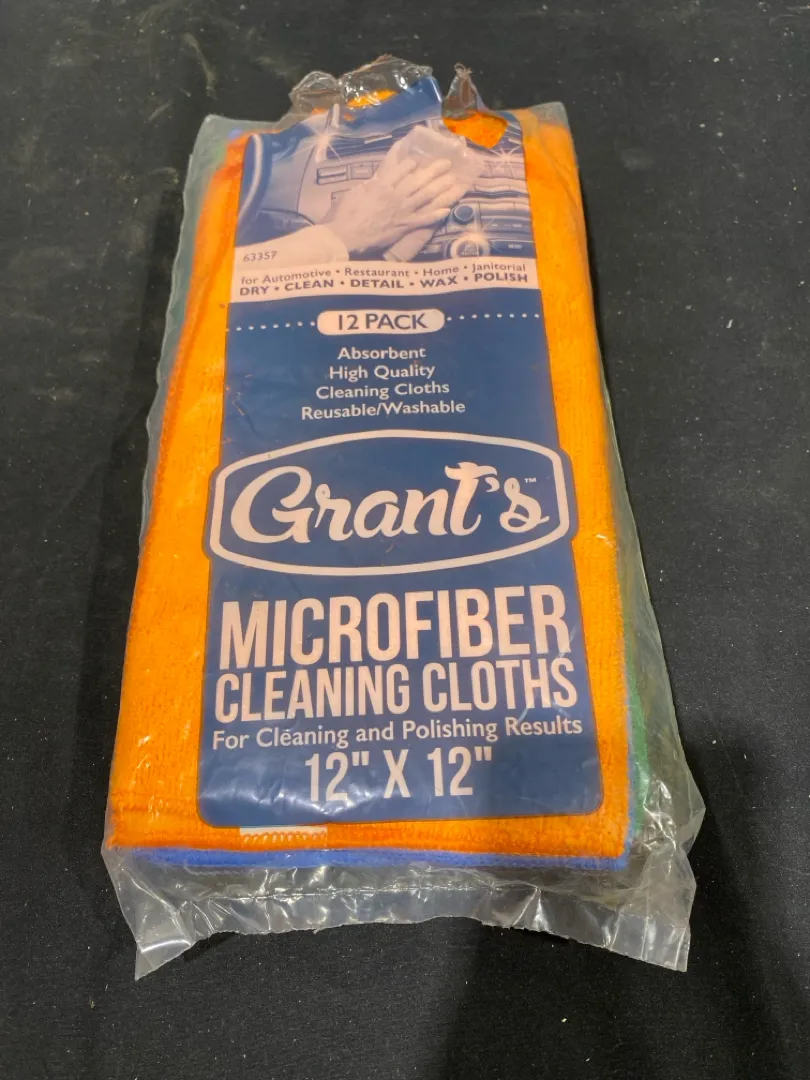 63357
for Automotive • Restaurant • Home • Janitorial
DRY • CLEAN • DETAIL • WAX • POLISH
12 PACK
Absorbent
High Quality
Cleaning Cloths
Reusable/Washable
Grant's™
MICROFIBER
CLEANING CLOTHS
For Cleaning and Polishing Results
12" X 12"